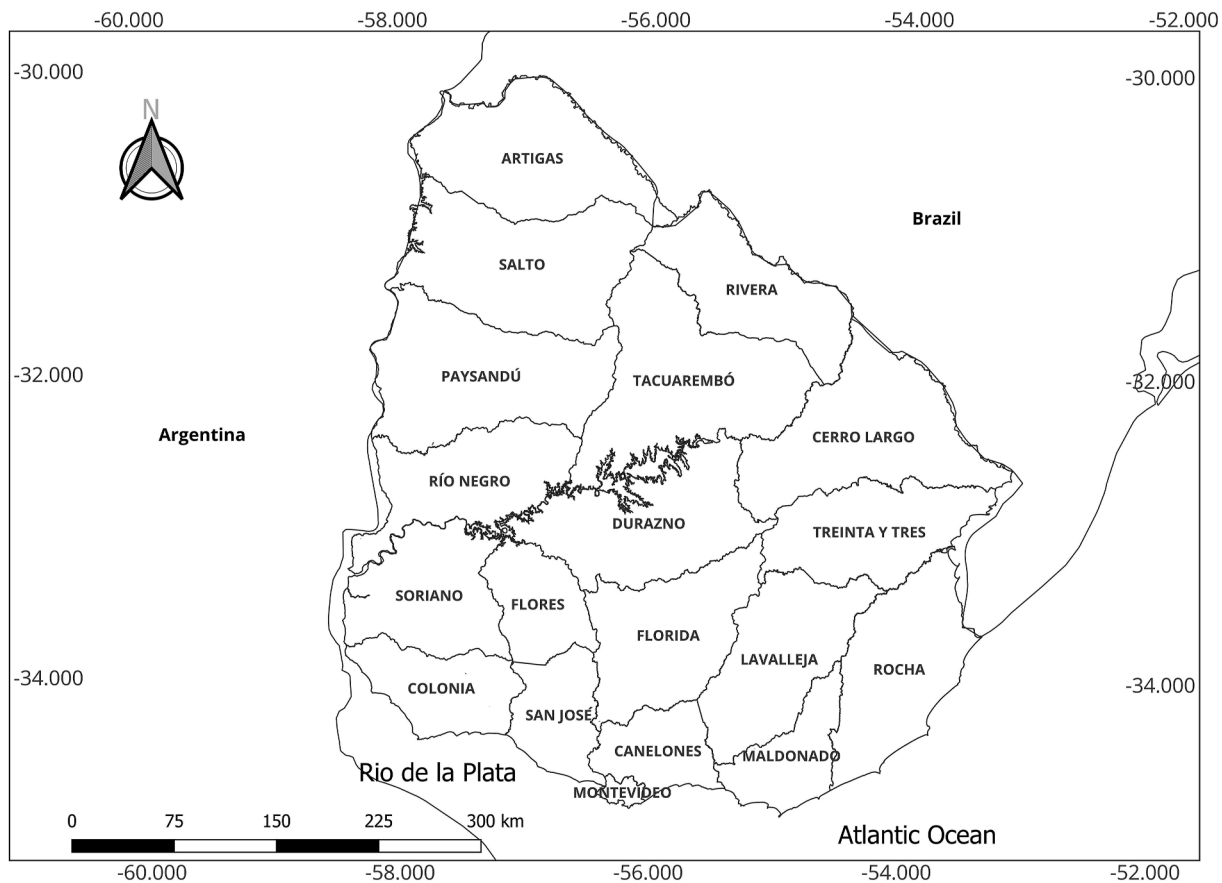 -60.000 -58.000 -56.000 -54.000 -52.000
-30.000 -30.000
N
ARTIGAS
Brazil
SALTO
RIVERA
-32.000 -32.000
PAYSANDÚ TACUAREMBÓ
Argentina CERRO LARGO
RÍO NEGRO
DURAZNO TREINTA Y TRES
SORIANO FLORES
FLORIDA
LAVALLEJA ROCHA
-34.000 COLONIA -34.000
SAN JOSÉ
CANELONES MALDONADO
Rio de la Plata
MONTEVIDEO
0 75 150 225 300 km
Atlantic Ocean
-60.000 -58.000 -56.000 -54.000 -52.000